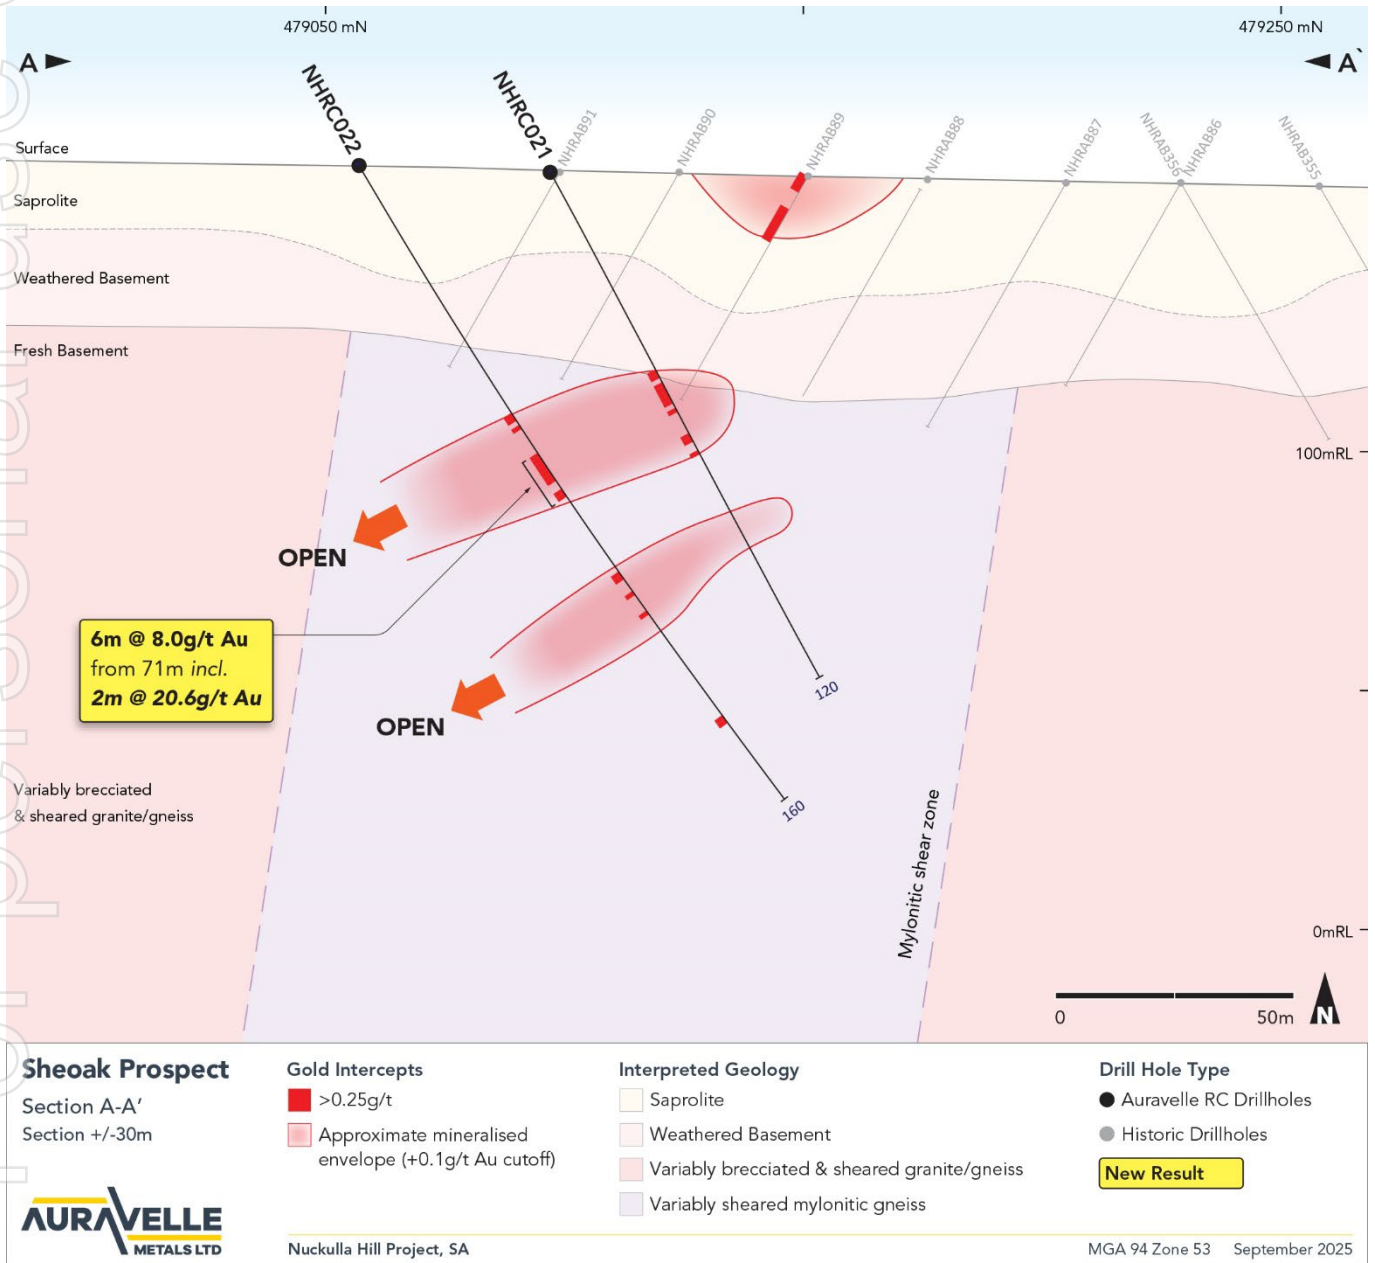 479050 mN
479250 mN
A
A`
NHRC022
NHRC021
NHRAB91
NHRAB90
NHRAB89
NHRAB88
NHRAB87
NHRAB356
NHRAB86
NHRAB355
Surface
Saprolite
Weathered Basement
Fresh Basement
100mRL
OPEN
6m @ 8.0g/t Au
from 71m incl.
2m @ 20.6g/t Au
120
OPEN
160
Variably brecciated
& sheared granite/gneiss
Mylonitic shear zone
0mRL
0 50m
N
Sheoak Prospect
Section A-A'
Section +/-30m
Gold Intercepts
>0.25g/t
Approximate mineralised
envelope (+0.1g/t Au cutoff)
Interpreted Geology
Saprolite
Weathered Basement
Variably brecciated & sheared granite/gneiss
Variably sheared mylonitic gneiss
Drill Hole Type
Auravelle RC Drillholes
Historic Drillholes
New Result
AURAVELLE
METALS LTD
Nuckulla Hill Project, SA
MGA 94 Zone 53 September 2025